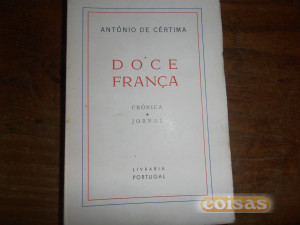 ANTÓNIO DE CÉRTIMA
DOCE
FRANÇA
CRÓNICA
JORNAL
LIVRARIA
PORTUGAL
coisas